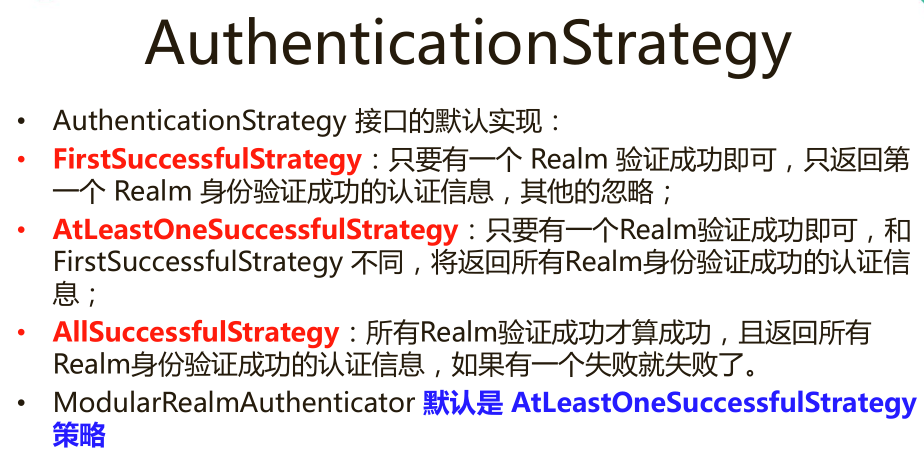 AuthenticationStrategy
• AuthenticationStrategy 接口的默认实现：
• FirstSuccessfulStrategy：只要有一个 Realm 验证成功即可，只返回第
一个 Realm 身份验证成功的认证信息，其他的忽略；
• AtLeastOneSuccessfulStrategy：只要有一个Realm验证成功即可，和
FirstSuccessfulStrategy 不同，将返回所有Realm身份验证成功的认证信
息；
• AllSuccessfulStrategy：所有Realm验证成功才算成功，且返回所有
Realm身份验证成功的认证信息，如果有一个失败就失败了。
• ModularRealmAuthenticator 默认是 AtLeastOneSuccessfulStrategy
策略